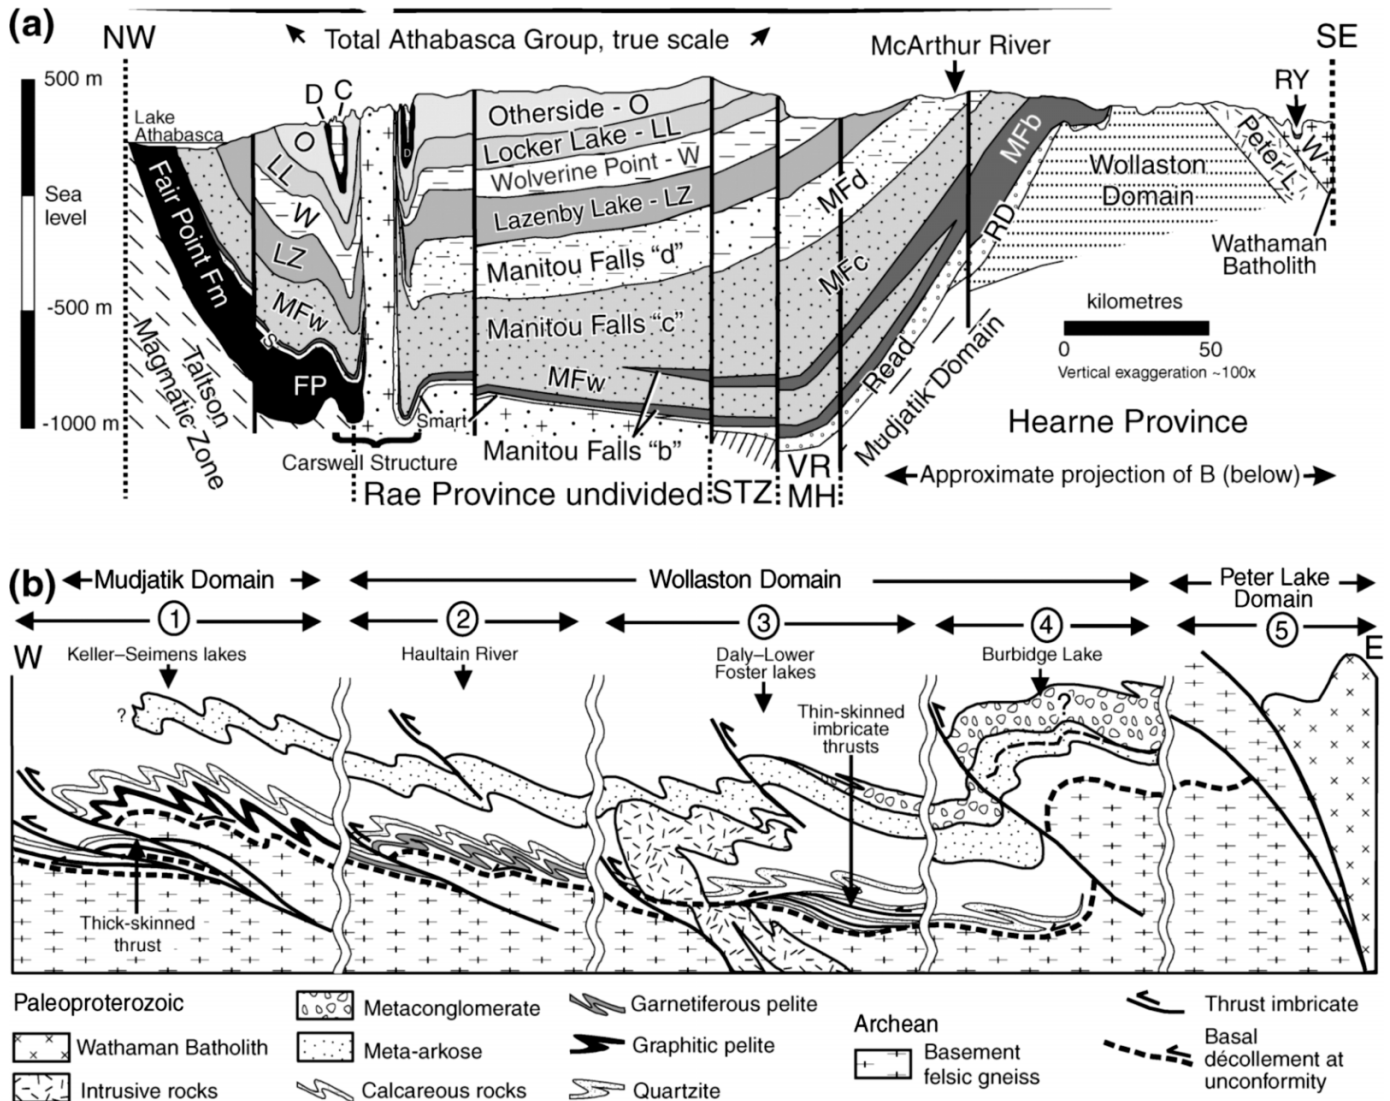 (a)
NW
Total Athabasca Group, true scale
McArthur River
SE
500 m
Sea
level
-500 m
-1000 m
Lake
Athabasca
D
C
O
LL
W
LZ
MFw
S
Fair Point Fm
FP
Taltson
Magmatic Zone
D
Otherside - O
Locker Lake - LL
Wolverine Point - W
Lazenby Lake - LZ
Manitou Falls “d”
Manitou Falls “c”
MFw
Smart
Manitou Falls “b”
Carswell Structure
Rae Province undivided
STZ
VR
MH
MFd
MFc
MFb
RD
Read
Mudjatik Domain
Wollaston
Domain
Peter L.
RY
W
Wathaman
Batholith
kilometres
0
50
Vertical exaggeration ~100x
Hearne Province
Approximate projection of B (below)
(b)
Mudjatik Domain
Wollaston Domain
Peter Lake
Domain
1
2
3
4
5
W
E
Keller–Seimens lakes
Haultain River
Daly–Lower
Foster lakes
Burbidge Lake
?
?
Thin-skinned
imbricate
thrusts
Thick-skinned
thrust
Paleoproterozoic
Wathaman Batholith
Intrusive rocks
Metaconglomerate
Meta-arkose
Calcareous rocks
Garnetiferous pelite
Graphitic pelite
Quartzite
Archean
Basement
felsic gneiss
Thrust imbricate
Basal
décollement at
unconformity